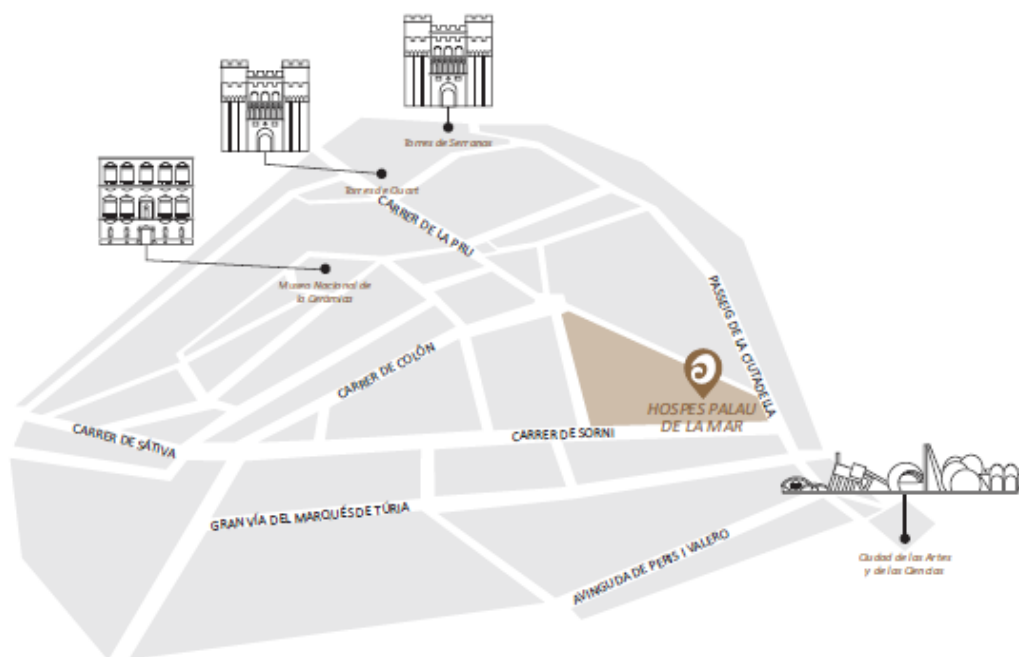 Torres de Serranos
Torres de Quart
CARRER DE LA PAU
Museo Nacional de
la Cerámica
PASSEIG DE LA CIUTADELLA
CARRER DE COLÓN
HOSPES PALAU
DE LA MAR
CARRER DE SÁTIVA
CARRER DE SORNI
GRAN VÍA DEL MARQUÉS DE TÚRIA
AVINGUDA DE PERIS I VALERO
Ciudad de las Artes
y de las Ciencias